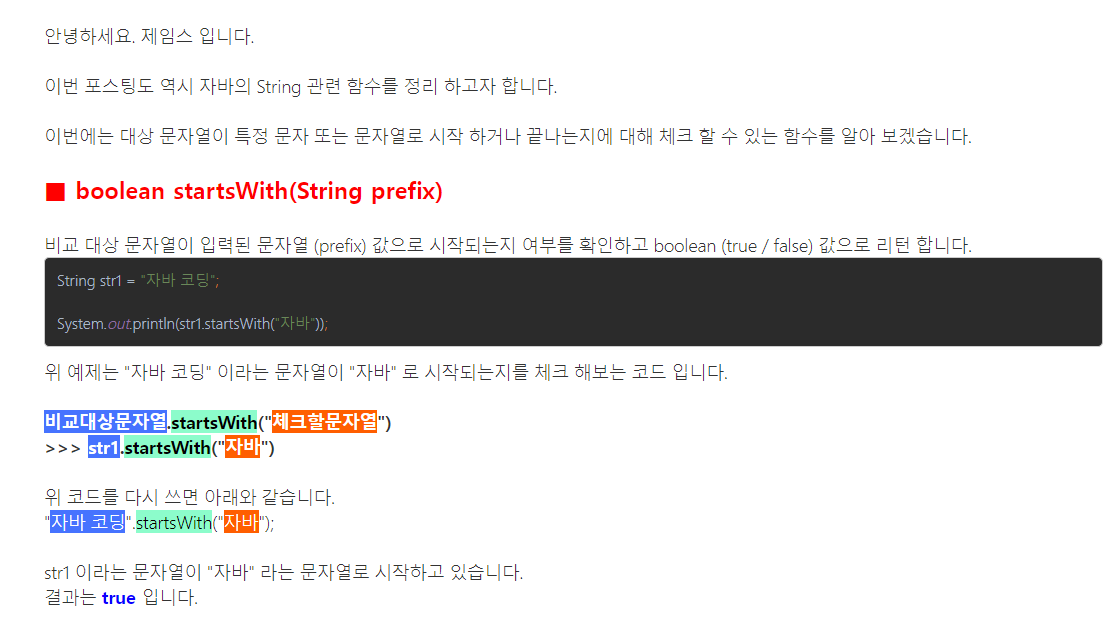 안녕하세요. 제임스 입니다.
이번 포스팅도 역시 자바의 String 관련 함수를 정리 하고자 합니다.
이번에는 대상 문자열이 특정 문자 또는 문자열로 시작 하거나 끝나는지에 대해 체크 할 수 있는 함수를 알아 보겠습니다.
■ boolean startsWith(String prefix)
비교 대상 문자열이 입력된 문자열 (prefix) 값으로 시작되는지 여부를 확인하고 boolean (true / false) 값으로 리턴 합니다.
String str1 = "자바 코딩";
System.out.println(str1.startsWith("자바"));
위 예제는 "자바 코딩" 이라는 문자열이 "자바" 로 시작되는지를 체크 해보는 코드 입니다.
비교대상문자열.startsWith("체크할문자열")
>>> str1.startsWith("자바")
위 코드를 다시 쓰면 아래와 같습니다.
"자바 코딩".startsWith("자바");
str1 이라는 문자열이 "자바" 라는 문자열로 시작하고 있습니다.
결과는 true 입니다.